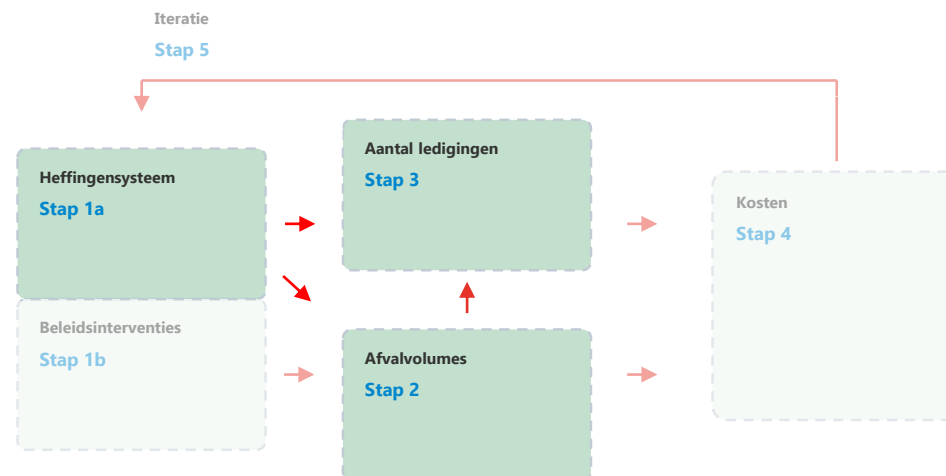 Iteratie
Stap 5
Heffingensysteem
Stap 1a
Beleidsinterventies
Stap 1b
Aantal ledigingen
Stap 3
Afvalvolumes
Stap 2
Kosten
Stap 4